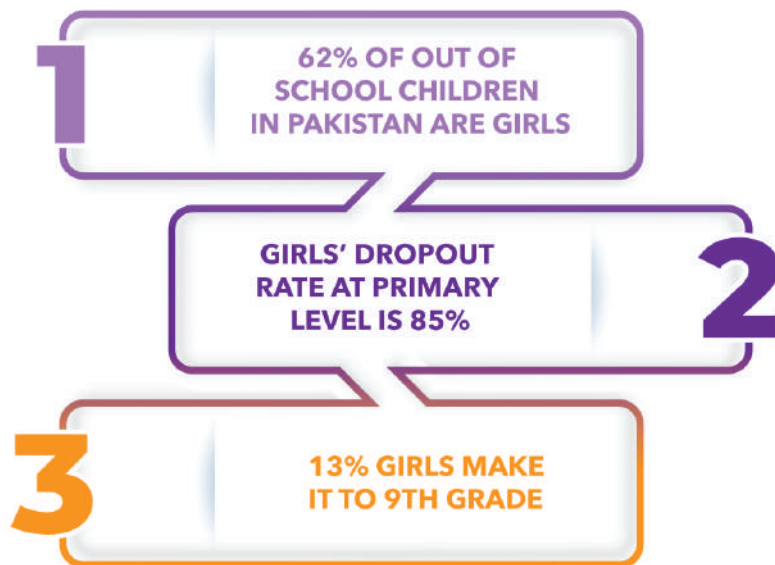 1
62% OF OUT OF
SCHOOL CHILDREN
IN PAKISTAN ARE GIRLS
GIRLS’ DROPOUT
RATE AT PRIMARY
LEVEL IS 85%
2
3
13% GIRLS MAKE
IT TO 9TH GRADE